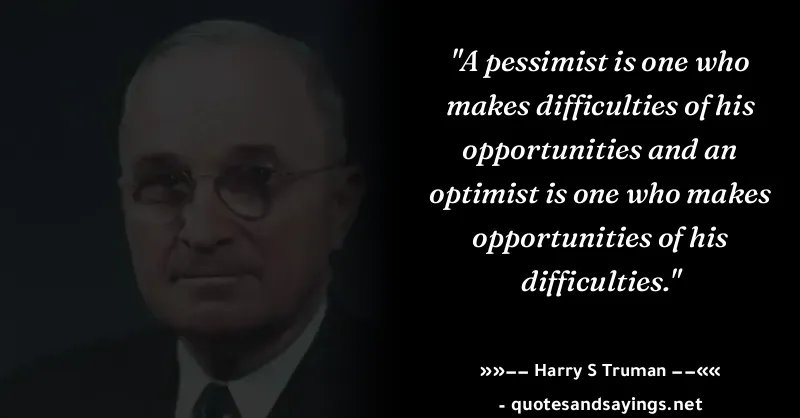 "A pessimist is one who
makes difficulties of his
opportunities and an
optimist is one who makes
opportunities of his
difficulties."
»»−− Harry S Truman −−««
- quotesandsayings.net